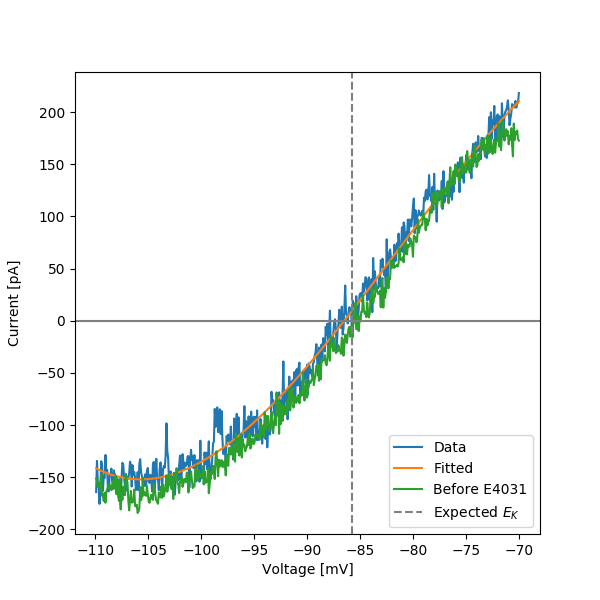 200
150
100
50
0
−50
−100
−150
−200
Current [pA]
Data
Fitted
Before E4031
Expected E_K
−110 −105 −100 −95 −90 −85 −80 −75 −70
Voltage [mV]